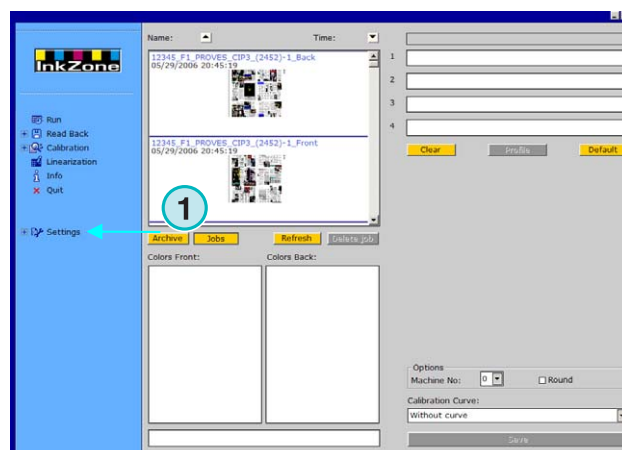 InkZone
Run
Read Back
Calibration
Linearization
Info
Quit
Settings
Name:
Time:
12345_F1_PROVES_CIP3_(2452)-1_Back
05/29/2006 20:45:19
12345_F1_PROVES_CIP3_(2452)-1_Front
05/29/2006 20:45:19
1
Archive
Jobs
Refresh
Delete job
Colors Front:
Colors Back:
1
2
3
4
Clear
Profile
Default
Options
Machine No:
0
Round
Calibration Curve:
Without curve
Save